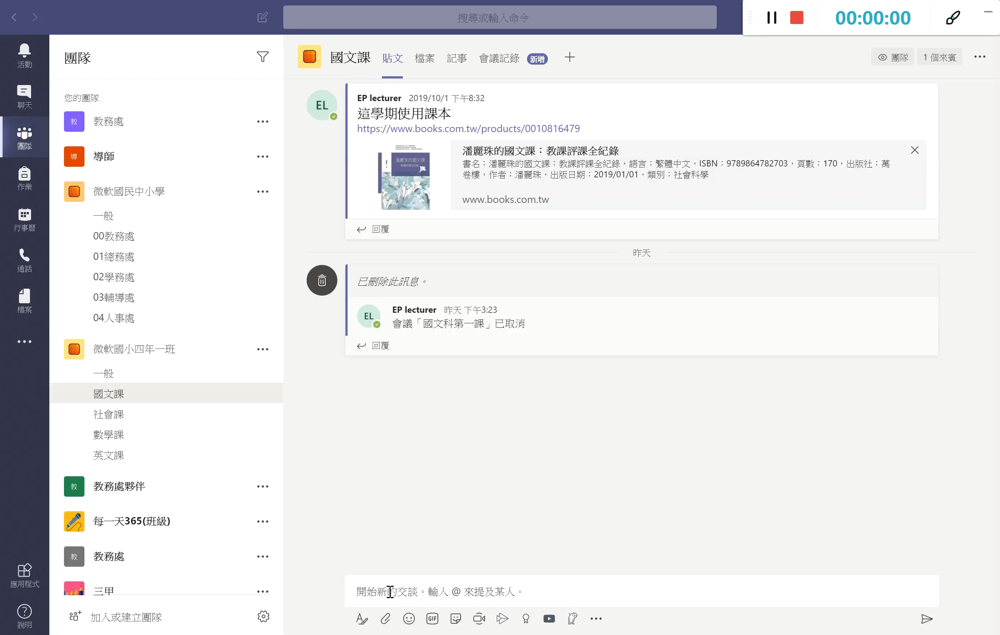 搜尋或輸入命令
00:00:00
活動
聊天
團隊
作業
行事曆
通話
檔案
應用程式
說明
團隊
您的團隊
教 教務處
導 導師
微軟國民中小學
一般
00教務處
01總務處
02學務處
03輔導處
04人事處
微軟國小四年一班
一般
國文課
社會課
數學課
英文課
教 教務處夥伴
每一天365(班級)
教 教務處
三甲
加入或建立團隊
國文課 貼文 檔案 記事 會議記錄 新增
團隊 1 個來賓
EL
EP lecturer 2019/10/1 下午8:32
這學期使用課本
https://www.books.com.tw/products/0010816479
潘麗珠的國文課
教課評課全紀錄
潘麗珠的國文課：教課評課全紀錄
書名：潘麗珠的國文課：教課評課全紀錄，語言：繁體中文，ISBN：9789864782703，頁數：170，出版社：萬
卷樓，作者：潘麗珠，出版日期：2019/01/01，類別：社會科學
www.books.com.tw
回覆
昨天
已刪除此訊息。
EL
EP lecturer 昨天 下午3:23
會議「國文科第一課」已取消
回覆
開始新的交談。輸入 @ 來提及某人。
GIF